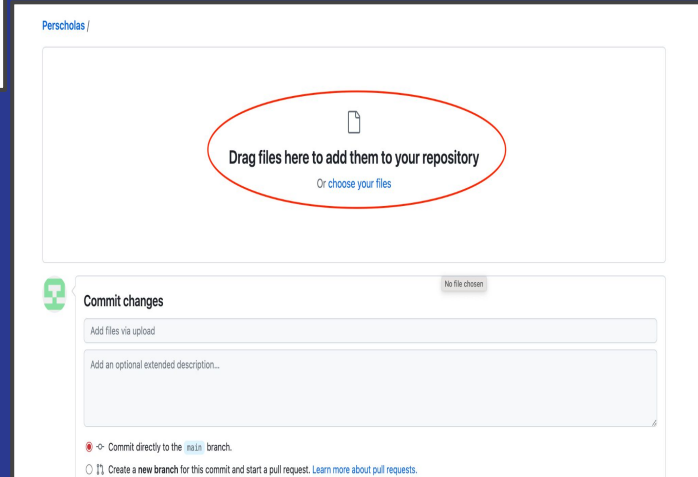 Perscholas /
Drag files here to add them to your repository
Or choose your files
No file chosen
Commit changes
Add files via upload
Add an optional extended description...
Commit directly to the main branch.
Create a new branch for this commit and start a pull request. Learn more about pull requests.